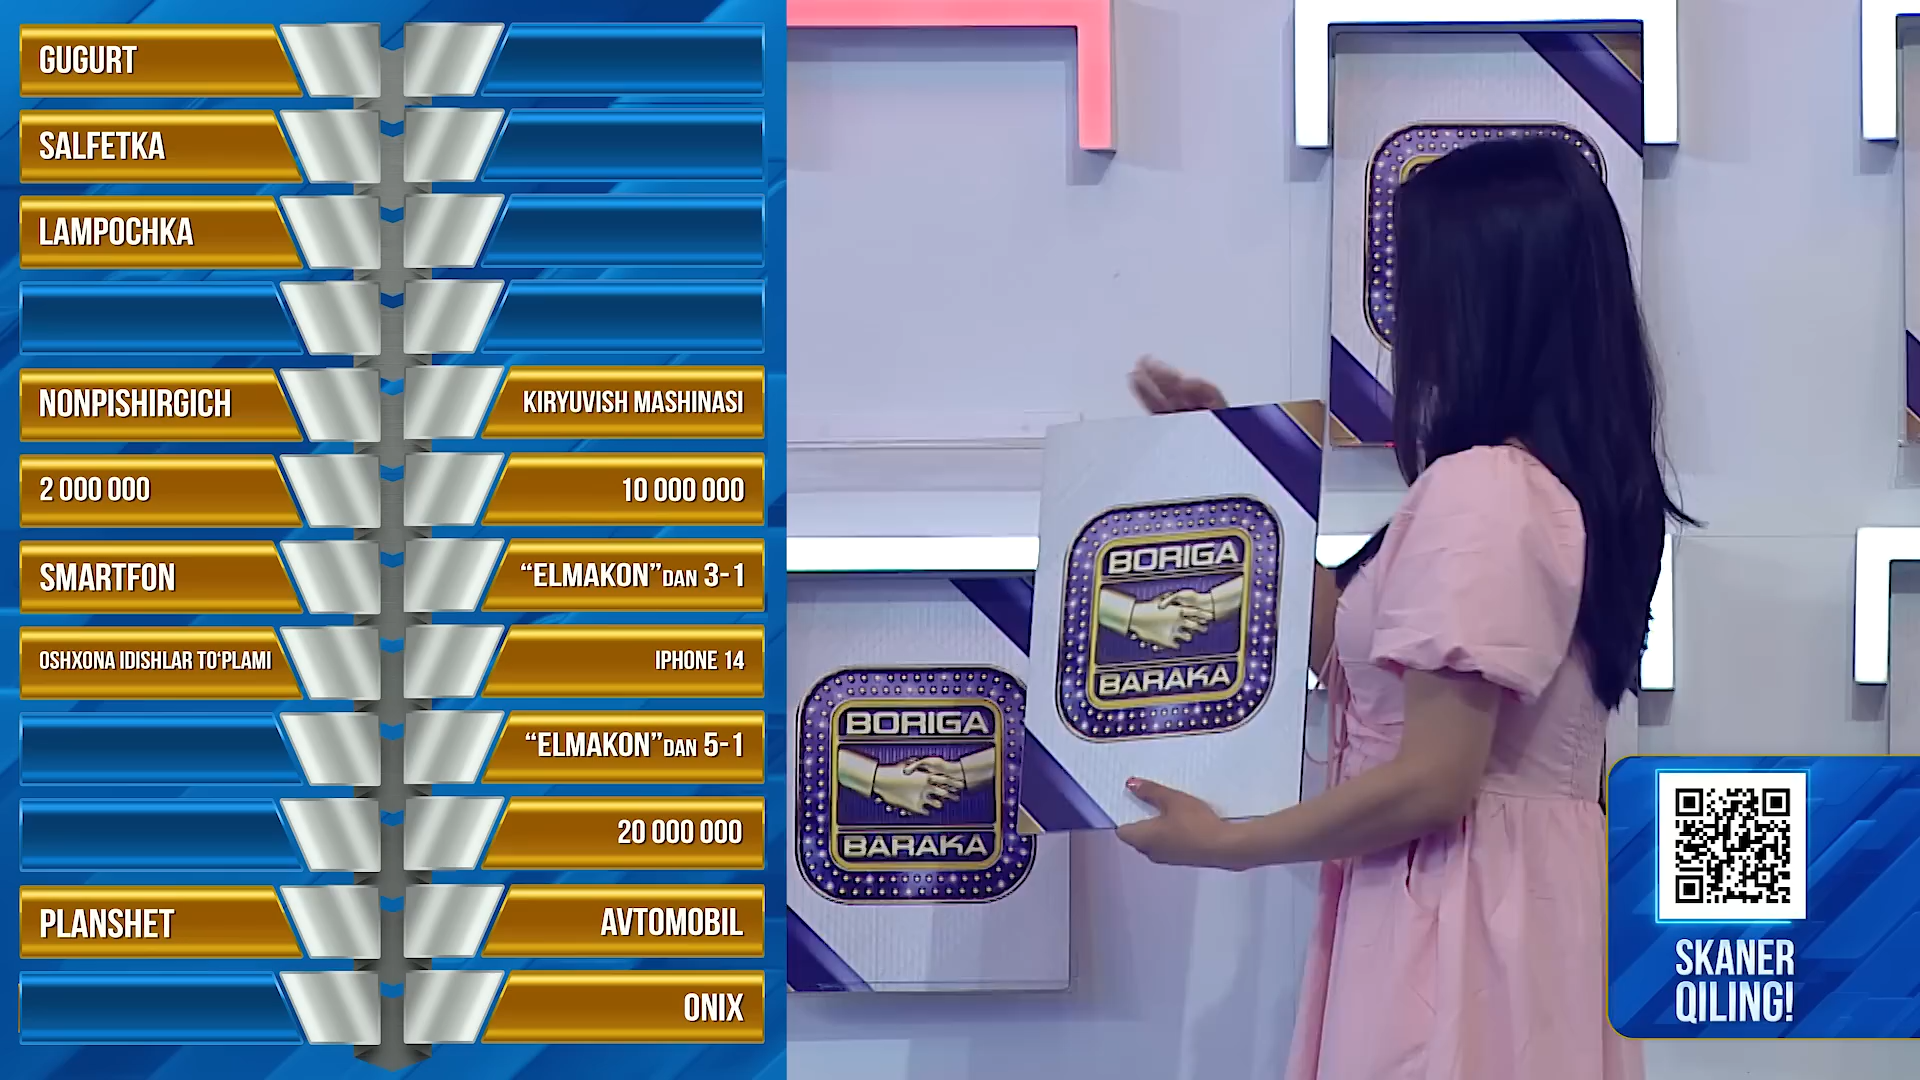 GUGURT
SALFETKA
LAMPOCHKA
NONPISHIRGICH
KIRYUVISH MASHINASI
2 000 000
10 000 000
SMARTFON
“ELMAKON”DAN 3-1
OSHXONA IDISHLAR TO‘PLAMI
IPHONE 14
“ELMAKON”DAN 5-1
20 000 000
PLANSHET
AVTOMOBIL
ONIX
BORIGA
BARAKA
BORIGA
BARAKA
SKANER
QILING!